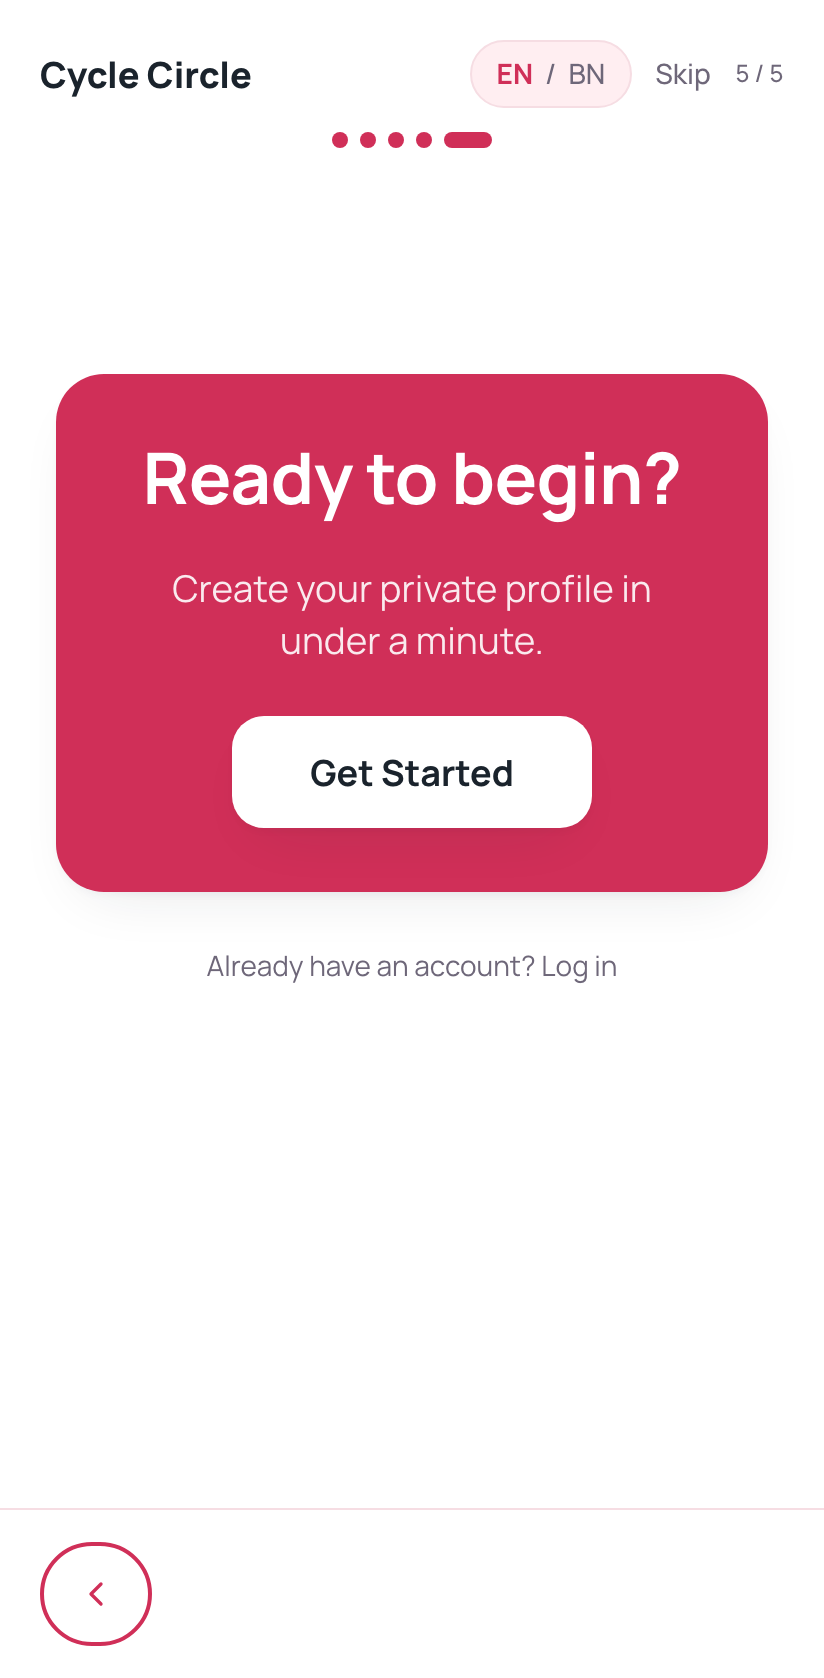 Cycle Circle
EN / BN
Skip
5 / 5
Ready to begin?
Create your private profile in
under a minute.
Get Started
Already have an account? Log in